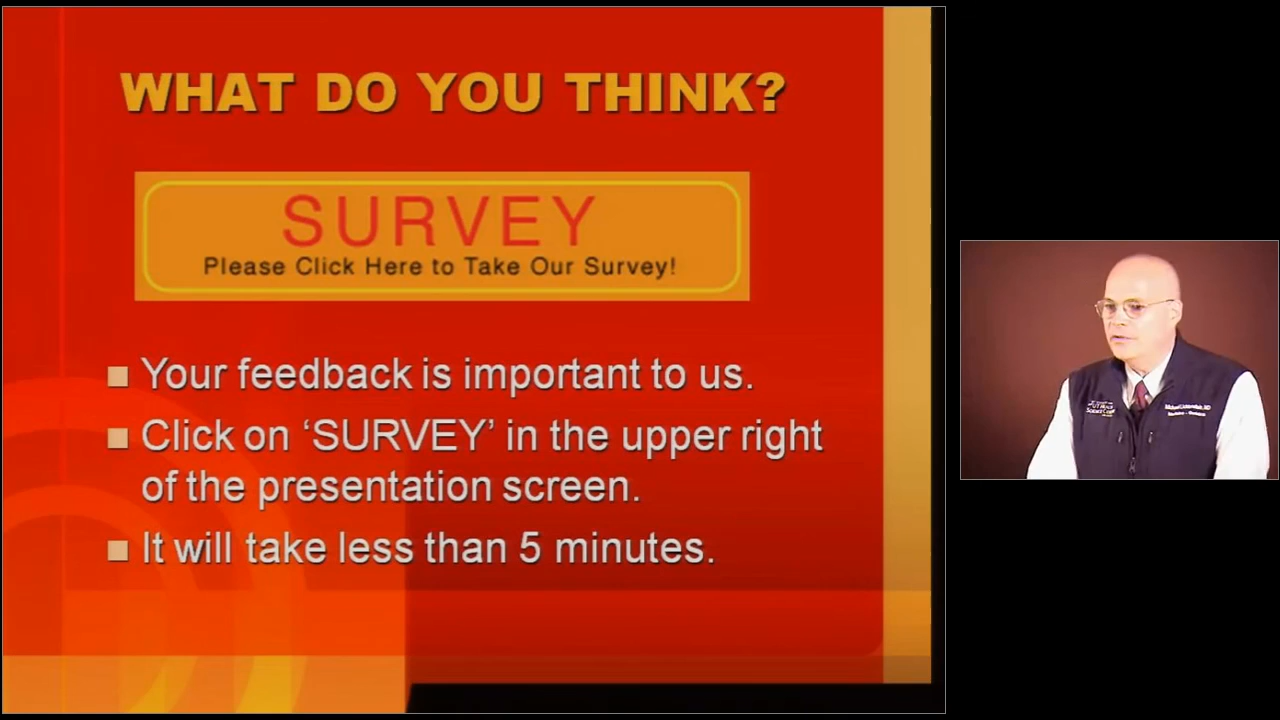 WHAT DO YOU THINK?
SURVEY
Please Click Here to Take Our Survey!
Your feedback is important to us.
Click on ‘SURVEY’ in the upper right
of the presentation screen.
It will take less than 5 minutes.